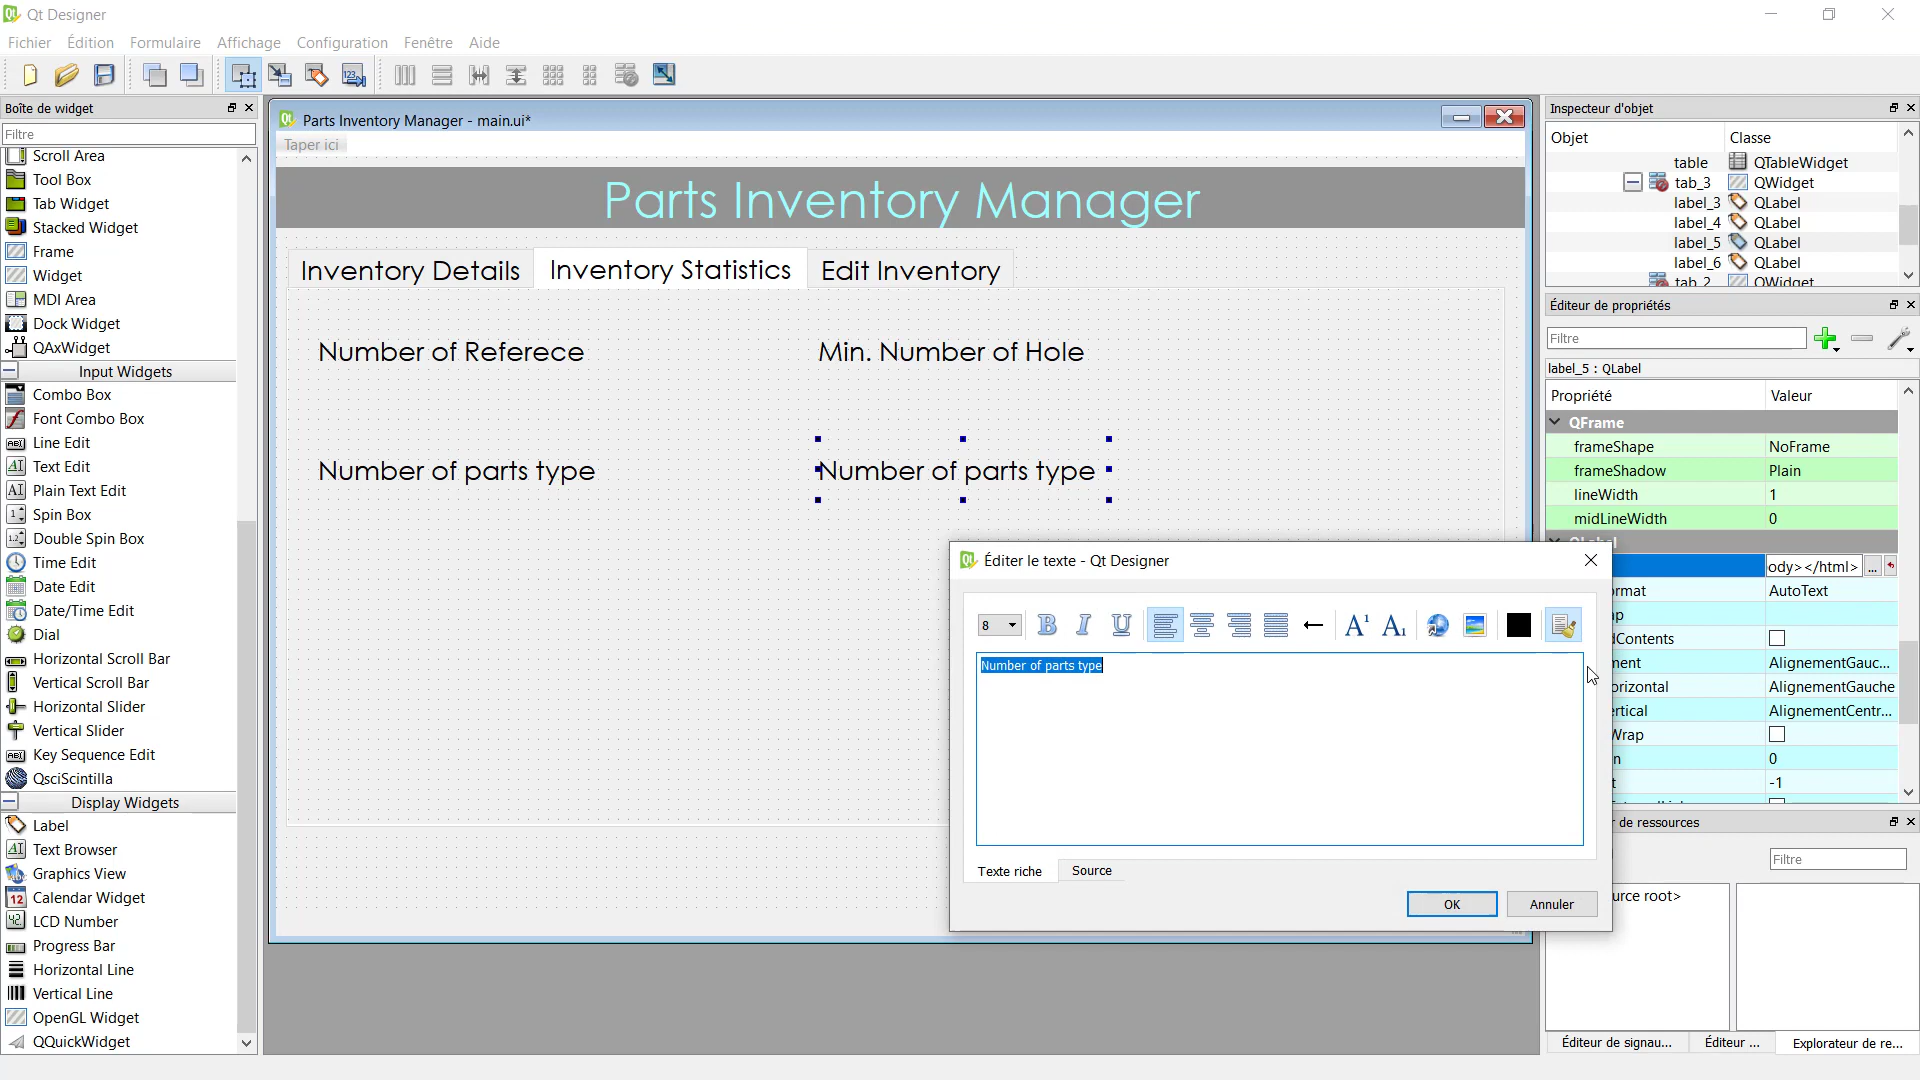 Qt Designer
Fichier Édition Formulaire Affichage Configuration Fenêtre Aide
Boîte de widget
Filtre
Scroll Area
Tool Box
Tab Widget
Stacked Widget
Frame
Widget
MDI Area
Dock Widget
QAxWidget
Input Widgets
Combo Box
Font Combo Box
Line Edit
Text Edit
Plain Text Edit
Spin Box
Double Spin Box
Time Edit
Date Edit
Date/Time Edit
Dial
Horizontal Scroll Bar
Vertical Scroll Bar
Horizontal Slider
Vertical Slider
Key Sequence Edit
QsciScintilla
Display Widgets
Label
Text Browser
Graphics View
Calendar Widget
LCD Number
Progress Bar
Horizontal Line
Vertical Line
OpenGL Widget
QQuickWidget
Parts Inventory Manager - main.ui*
Taper ici
Parts Inventory Manager
Inventory Details Inventory Statistics Edit Inventory
Number of Referece Min. Number of Hole
Number of parts type Number of parts type
Éditer le texte - Qt Designer
8
Number of parts type
Texte riche Source
OK Annuler
Inspecteur d'objet
Objet Classe
table QTableWidget
tab_3 QWidget
label_3 QLabel
label_4 QLabel
label_5 QLabel
label_6 QLabel
tab_2 QWidget
Éditeur de propriétés
Filtre
label_5 : QLabel
Propriété Valeur
QFrame
frameShape NoFrame
frameShadow Plain
lineWidth 1
midLineWidth 0
QLabel
ody></html> ...
rmat AutoText
ap
dContents
ment AlignementGauc...
orizontal AlignementGauche
ertical AlignementCentr...
Wrap
n 0
t -1
r de ressources
Filtre
urce root>
Éditeur de signau... Éditeur ... Explorateur de re...